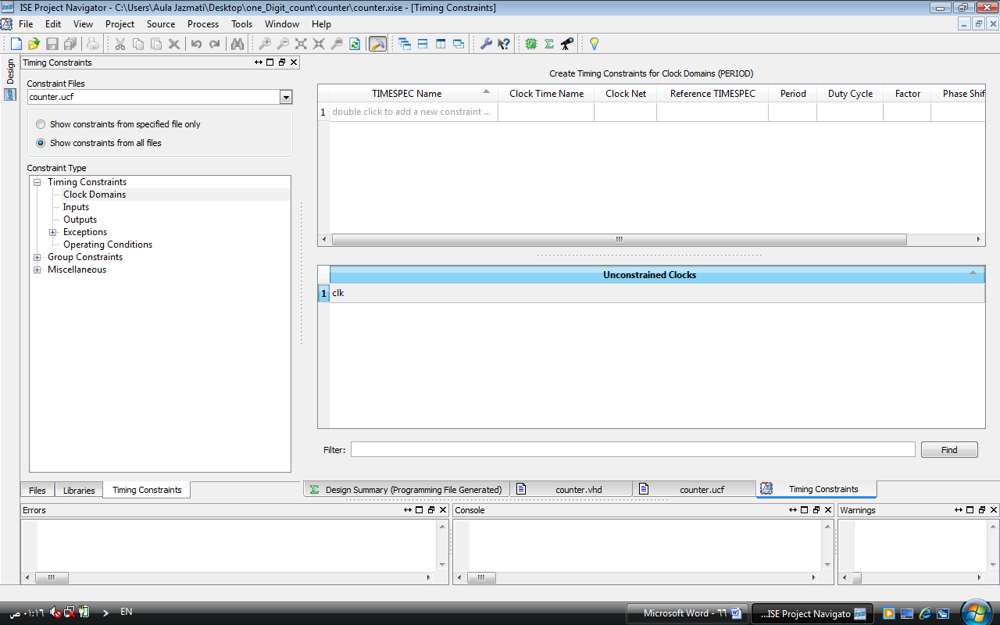 ISE Project Navigator - C:\Users\Aula Jazmati\Desktop\one_Digit_count\counter\counter.xise - [Timing Constraints]
File Edit View Project Source Process Tools Window Help
Design
Timing Constraints
Constraint Files
counter.ucf
Show constraints from specified file only
Show constraints from all files
Constraint Type
Timing Constraints
Clock Domains
Inputs
Outputs
Exceptions
Operating Conditions
Group Constraints
Miscellaneous
Files Libraries Timing Constraints
Create Timing Constraints for Clock Domains (PERIOD)
TIMESPEC Name Clock Time Name Clock Net Reference TIMESPEC Period Duty Cycle Factor Phase Shif
1 double click to add a new constraint ...
Unconstrained Clocks
1 clk
Filter: Find
Design Summary (Programming File Generated) counter.vhd counter.ucf Timing Constraints
Errors Console Warnings
ص ٠١:١٦ EN Microsoft Word - ٦٦ ...ISE Project Navigato ISE